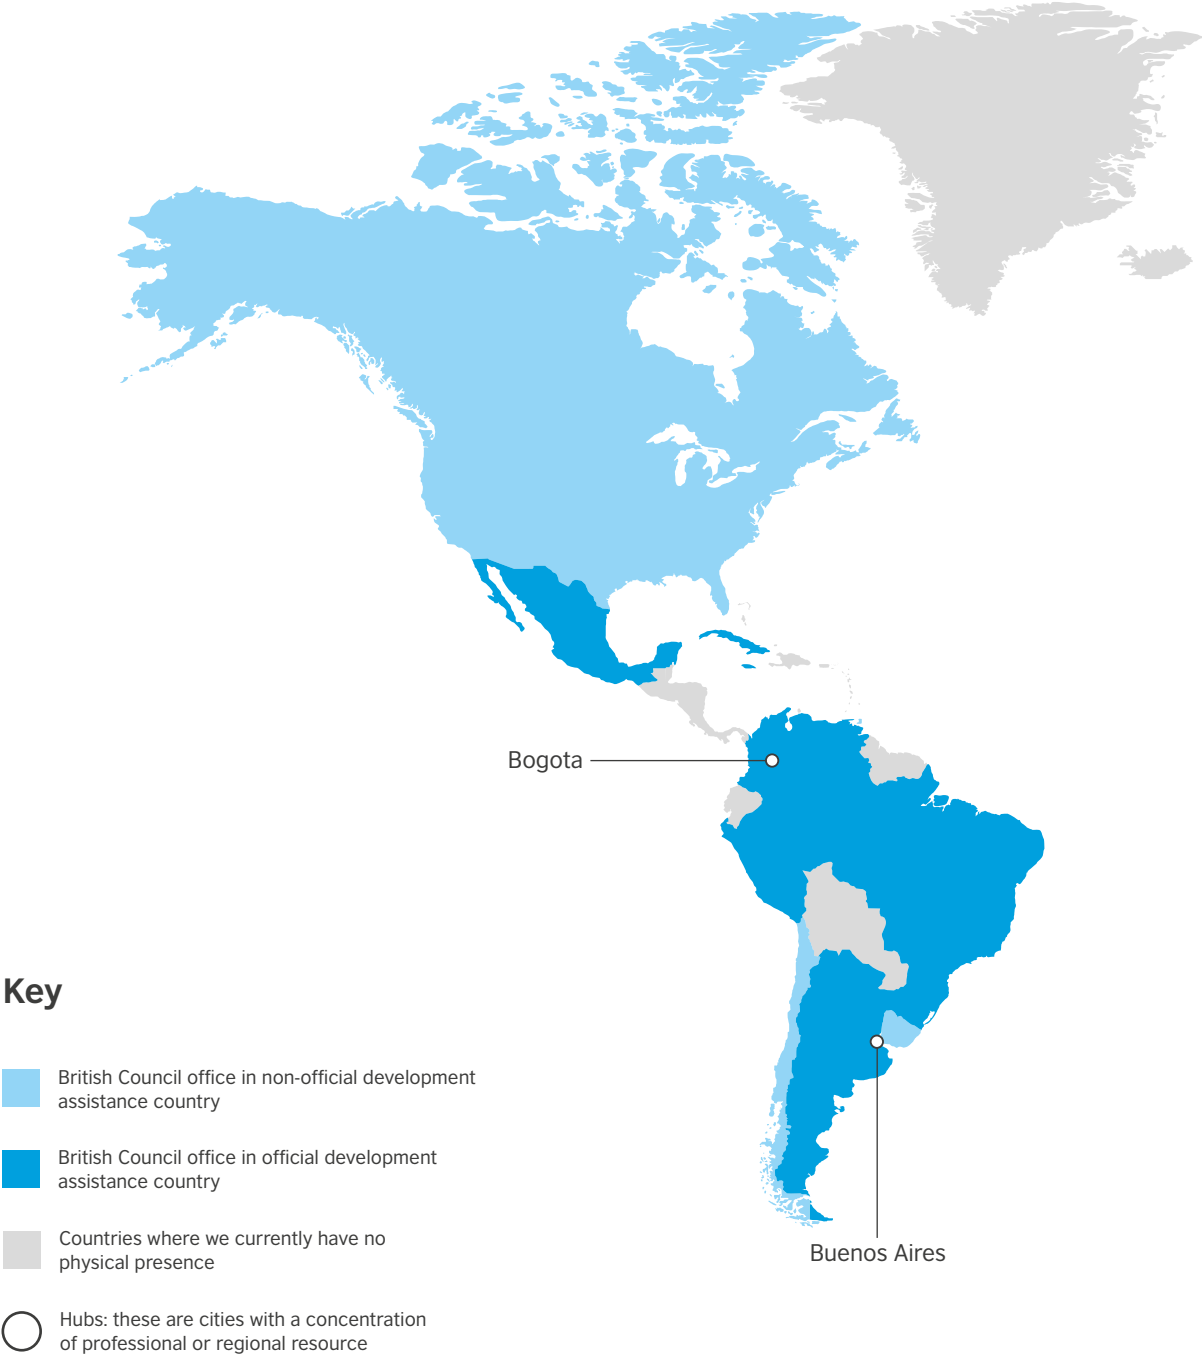 Bogota
Key
British Council office in non-official development
assistance country
British Council office in official development
assistance country
Countries where we currently have no
physical presence
Hubs: these are cities with a concentration
of professional or regional resource
Buenos Aires